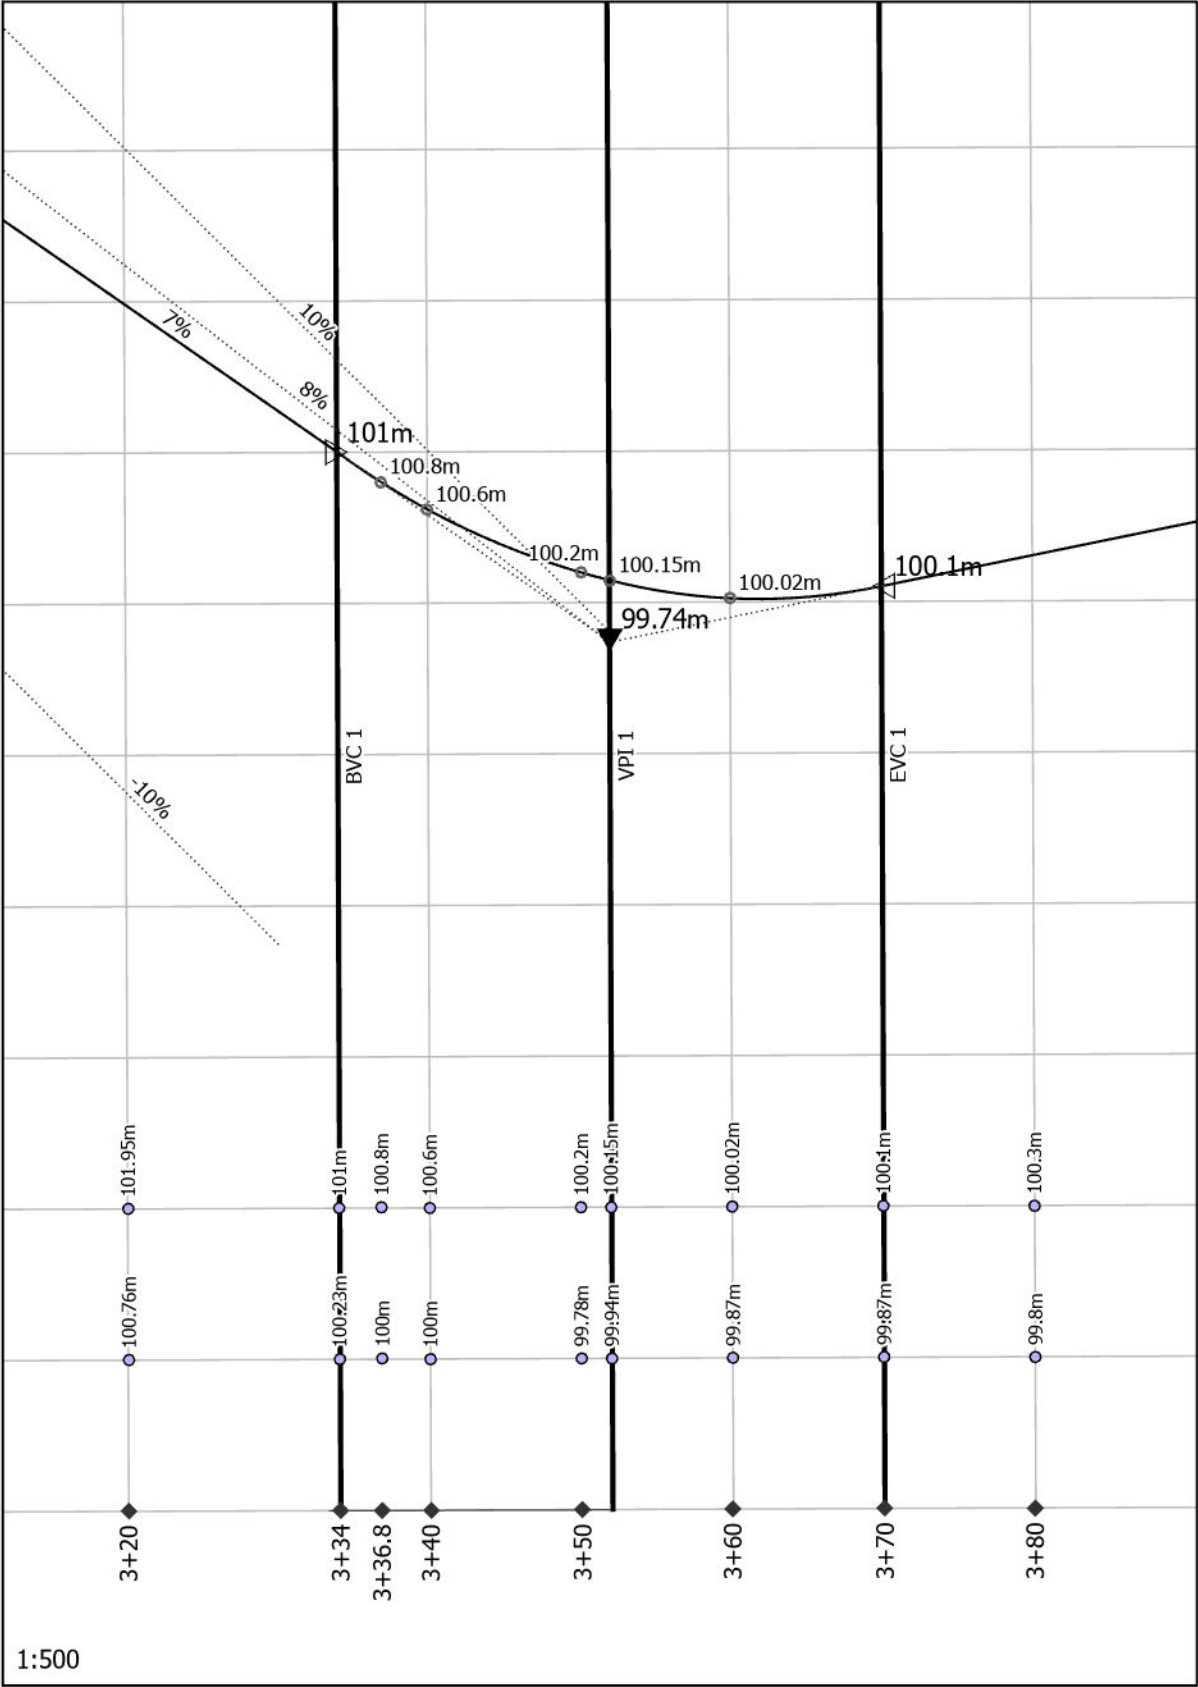 10%
7%
8%
101m
100.8m
100.6m
100.2m
100.15m
100.02m
100.1m
99.74m
BVC 1
VPI 1
EVC 1
-10%
101.95m
101m
100.8m
100.6m
100.2m
100.15m
100.02m
100.1m
100.3m
100.76m
100.23m
100m
100m
99.78m
99.94m
99.87m
99.87m
99.8m
3+20
3+34
3+36.8
3+40
3+50
3+60
3+70
3+80
1:500